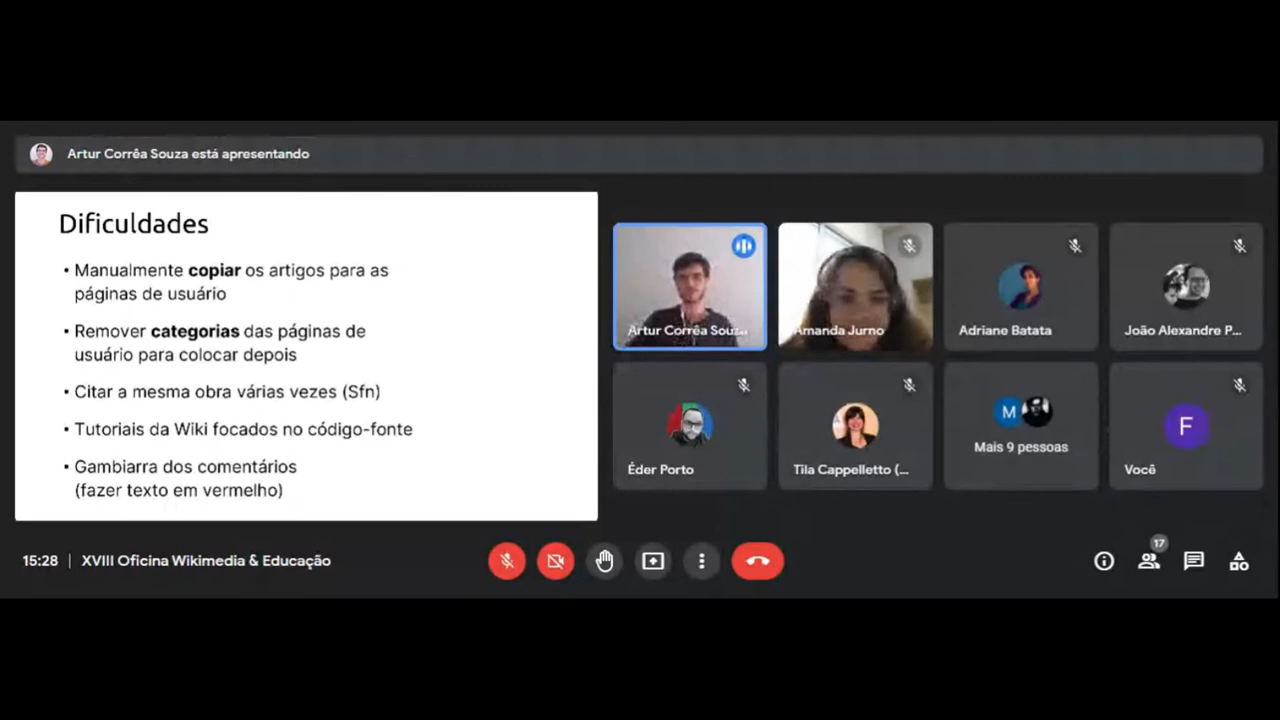 Artur Corrêa Souza está apresentando
Dificuldades
• Manualmente copiar os artigos para as
páginas de usuário
• Remover categorias das páginas de
usuário para colocar depois
• Citar a mesma obra várias vezes (Sfn)
• Tutoriais da Wiki focados no código-fonte
• Gambiarra dos comentários
(fazer texto em vermelho)
Artur Corrêa Souz...
Amanda Jurno
Adriane Batata
João Alexandre P...
Éder Porto
Tila Cappelletto (...
M
Mais 9 pessoas
F
Você
15:28 | XVIII Oficina Wikimedia & Educação
17